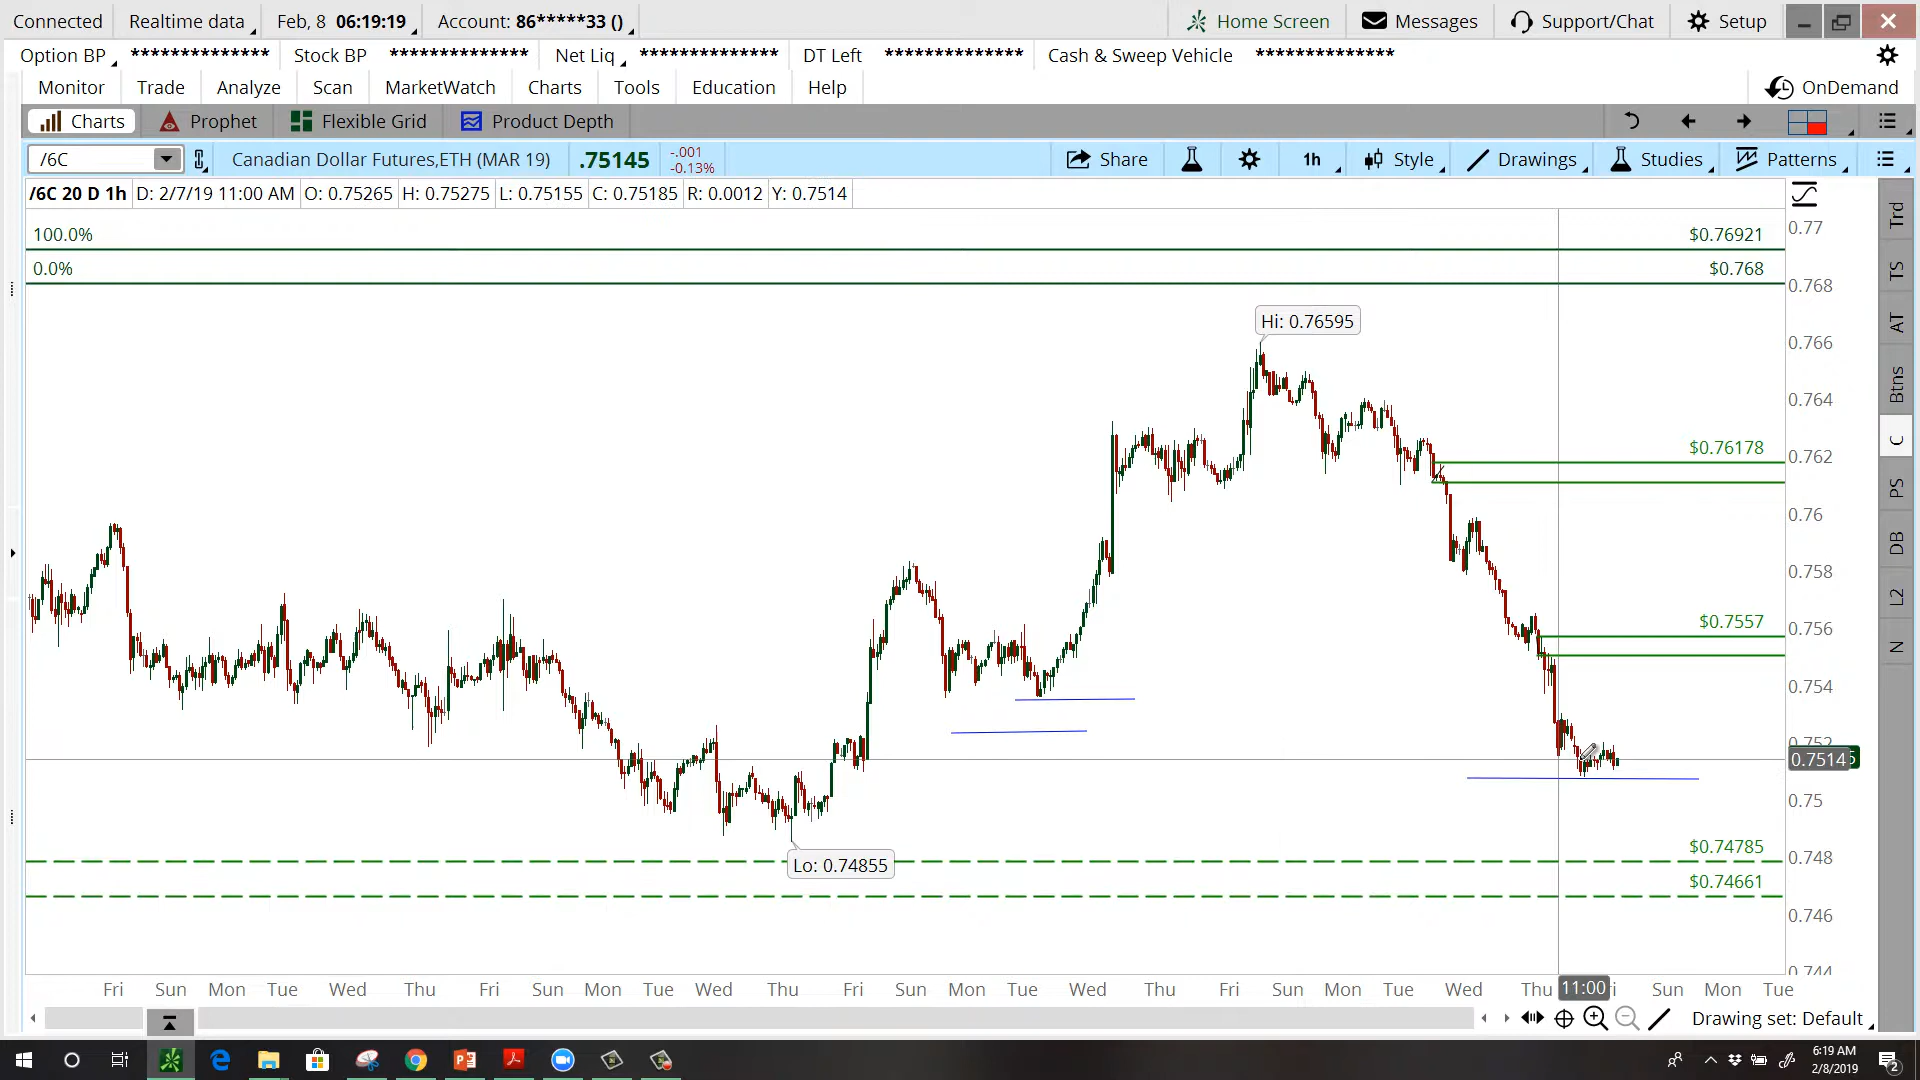 Connected Realtime data Feb, 8 06:19:19 Account: 86*****33 () Home Screen Messages Support/Chat Setup
Option BP ************** Stock BP ************** Net Liq ************** DT Left ************** Cash & Sweep Vehicle **************
Monitor Trade Analyze Scan MarketWatch Charts Tools Education Help OnDemand
Charts Prophet Flexible Grid Product Depth
/6C Canadian Dollar Futures,ETH (MAR 19) .75145 -.001 -0.13% Share 1h Style Drawings Studies Patterns
/6C 20 D 1h D: 2/7/19 11:00 AM O: 0.75265 H: 0.75275 L: 0.75155 C: 0.75185 R: 0.0012 Y: 0.7514
Trd
0.77
100.0% $0.76921
0.0% $0.768
TS
0.768
Hi: 0.76595
AT
0.766
Btns
0.764
C
$0.76178
0.762
PS
0.76
DB
0.758
L2
$0.7557
0.756
N
0.754
0.752
0.7514
0.75
$0.74785
0.748
Lo: 0.74855
$0.74661
0.746
0.744
Fri Sun Mon Tue Wed Thu Fri Sun Mon Tue Wed Thu Fri Sun Mon Tue Wed Thu Fri Sun Mon Tue Wed Thu 11:00 Sun Mon Tue
Drawing set: Default
6:19 AM
2/8/2019
2